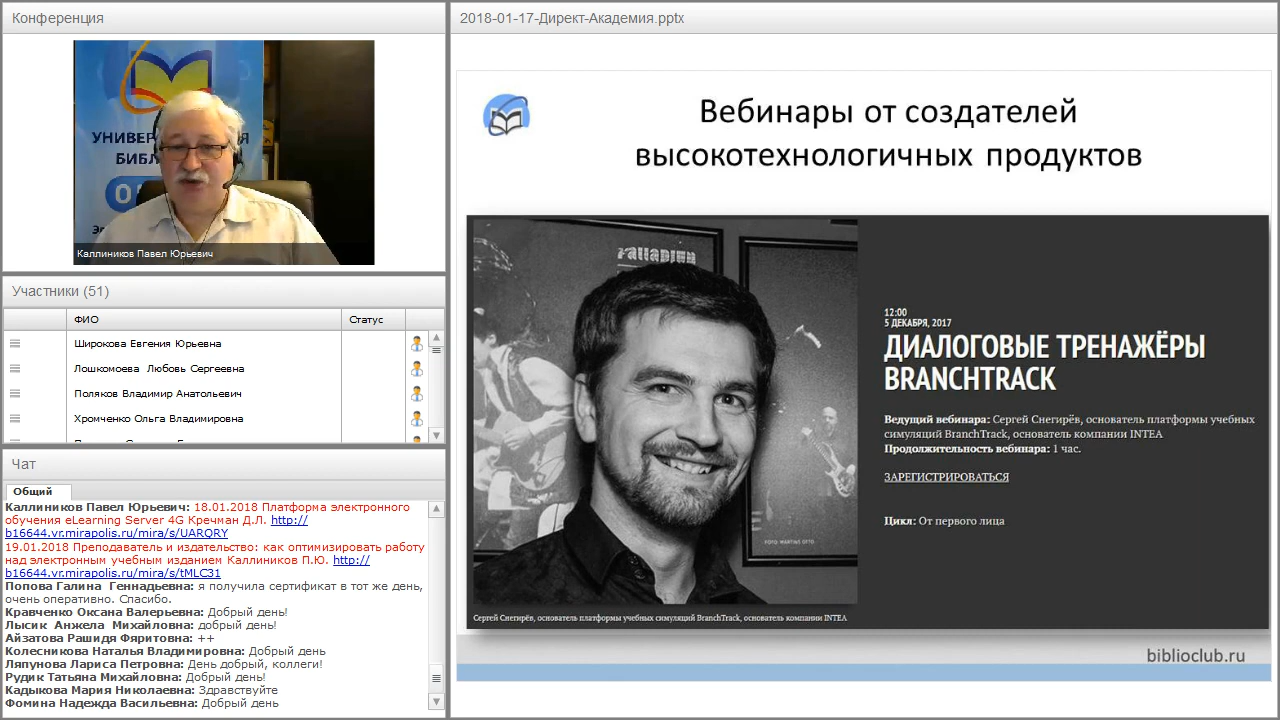 Конференция
УНИВЕР
БИБЛ
Каллиников Павел Юрьевич
Участники (51)
ФИО
Статус
Широкова Евгения Юрьевна
Лошкомоева Любовь Сергеевна
Поляков Владимир Анатольевич
Хромченко Ольга Владимировна
Чат
Общий
Каллиников Павел Юрьевич: 18.01.2018 Платформа электронного
обучения eLearning Server 4G Кречман Д.Л. http://
b16644.vr.mirapolis.ru/mira/s/UARQRY
19.01.2018 Преподаватель и издательство: как оптимизировать работу
над электронным учебным изданием Каллиников П.Ю. http://
b16644.vr.mirapolis.ru/mira/s/tMLC31
Попова Галина Геннадьевна: я получила сертификат в тот же день,
очень оперативно. Спасибо.
Кравченко Оксана Валерьевна: Добрый день!
Лысик Анжела Михайловна: добрый день!
Айзатова Рашидя Фяритовна: ++
Колесникова Наталья Владимировна: Добрый день
Ляпунова Лариса Петровна: День добрый, коллеги!
Рудик Татьяна Михайловна: Добрый день!
Кадыкова Мария Николаевна: Здравствуйте
Фомина Надежда Васильевна: Добрый день
2018-01-17-Директ-Академия.pptx
Вебинары от создателей
высокотехнологичных продуктов
12:00
5 ДЕКАБРЯ, 2017
ДИАЛОГОВЫЕ ТРЕНАЖЁРЫ
BRANCHTRACK
Ведущий вебинара: Сергей Снегирёв, основатель платформы учебных
симуляций BranchTrack, основатель компании INTEA
Продолжительность вебинара: 1 час.
ЗАРЕГИСТРИРОВАТЬСЯ
Цикл: От первого лица
ФОТО: MARTINS OTTO
Сергей Снегирёв, основатель платформы учебных симуляций BranchTrack, основатель компании INTEA
biblioclub.ru